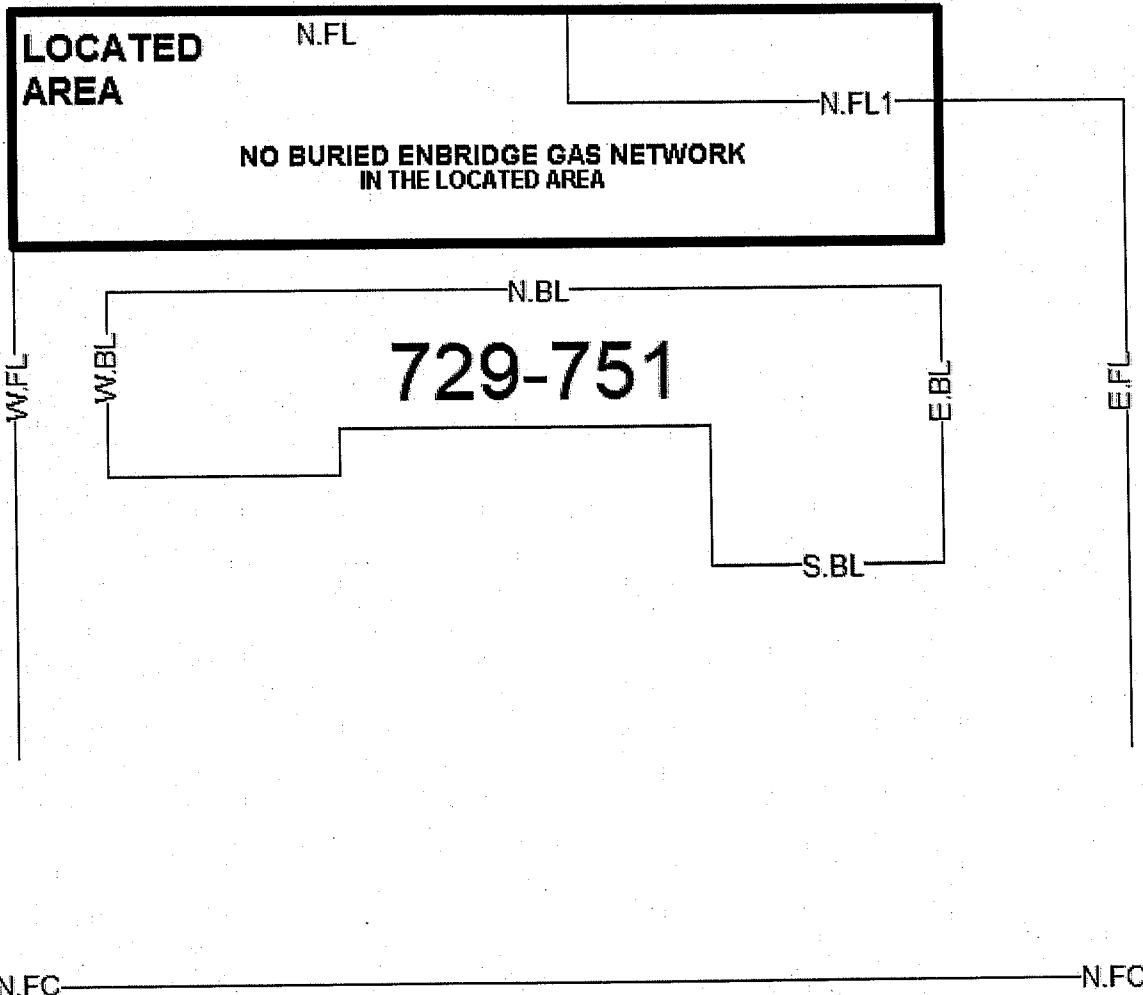 LOCATED
AREA
N.FL
N.FL1
NO BURIED ENBRIDGE GAS NETWORK
IN THE LOCATED AREA
N.BL
W.FL
W.BL
729-751
E.BL
E.FL
S.BL
N.FC
N.FC